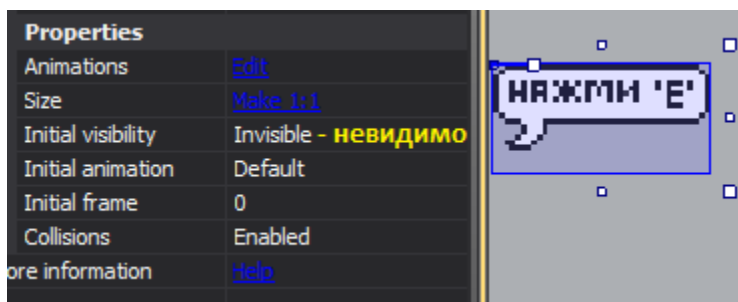 Properties
Animations Edit
Size Make 1:1
Initial visibility Invisible - невидимо
Initial animation Default
Initial frame 0
Collisions Enabled
ore information Help
НАЖМИ 'E'